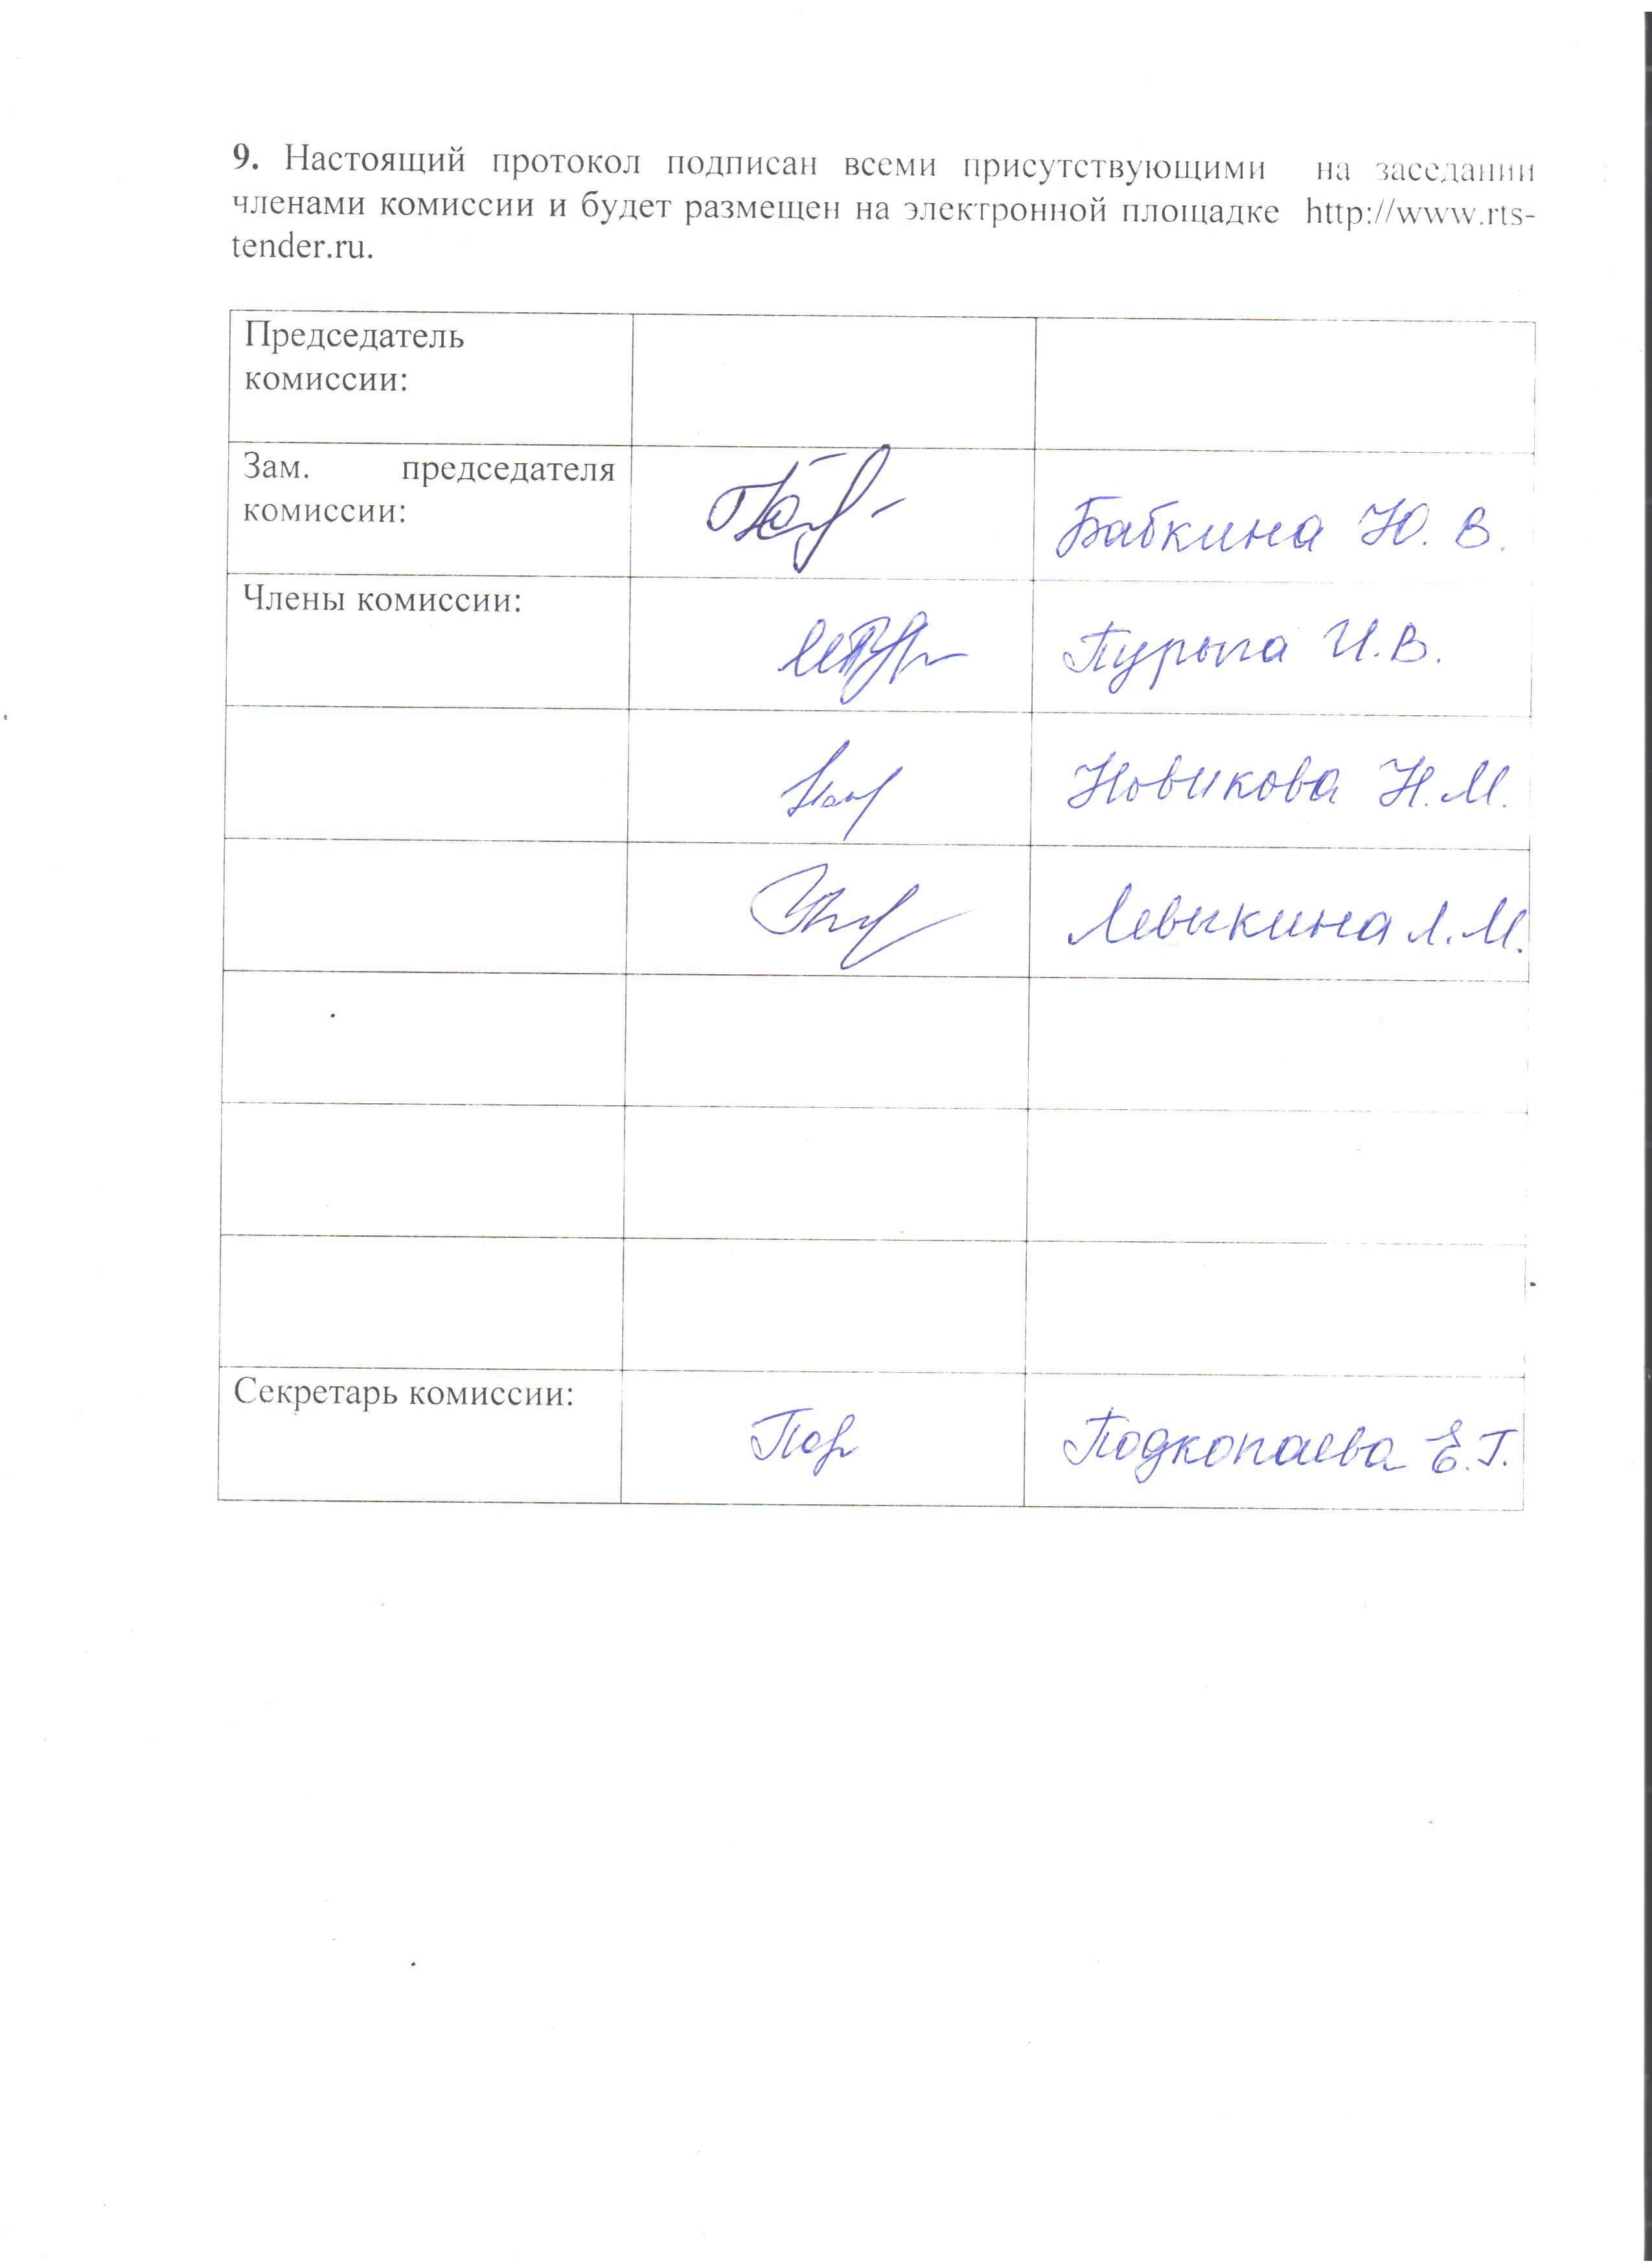 9. Настоящий протокол подписан всеми присутствующими на заседании
членами комиссии и будет размещен на электронной площадке http://www.rts-
tender.ru.
Председатель
комиссии:
Зам. председателя
комиссии:
Бабкина Ю. В.
Члены комиссии:
Пурыга И.В.
Новикова Н.М.
Левыкина Л.М.
Секретарь комиссии:
Подкопаева Е.Г.